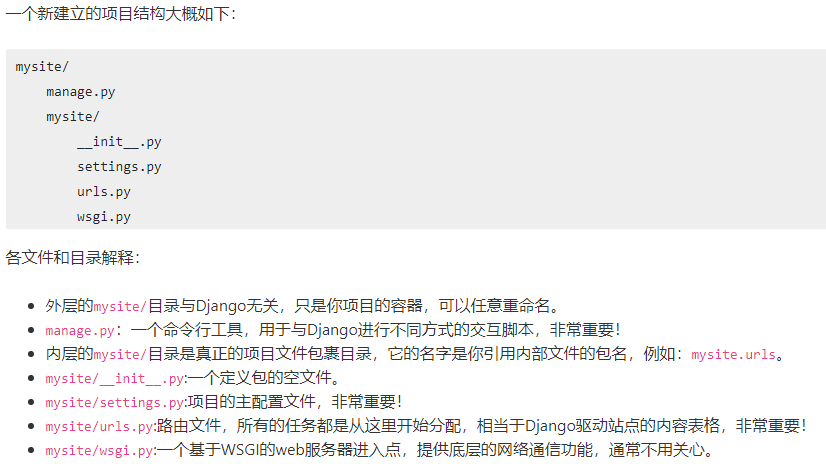 一个新建立的项目结构大概如下：
mysite/
    manage.py
    mysite/
        __init__.py
        settings.py
        urls.py
        wsgi.py
各文件和目录解释：
• 外层的mysite/目录与Django无关，只是你项目的容器，可以任意重命名。
• manage.py：一个命令行工具，用于与Django进行不同方式的交互脚本，非常重要！
• 内层的mysite/目录是真正的项目文件包裹目录，它的名字是你引用内部文件的包名，例如：mysite.urls。
• mysite/__init__.py:一个定义包的空文件。
• mysite/settings.py:项目的主配置文件，非常重要！
• mysite/urls.py:路由文件，所有的任务都是从这里开始分配，相当于Django驱动站点的内容表格，非常重要！
• mysite/wsgi.py:一个基于WSGI的web服务器进入点，提供底层的网络通信功能，通常不用关心。